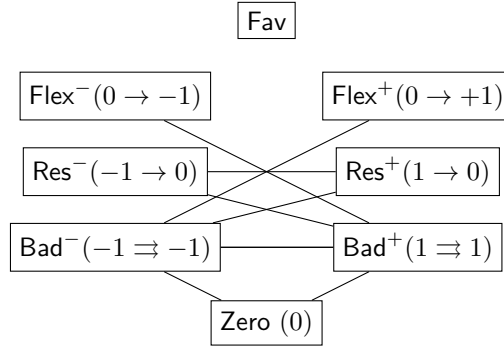 Fav
Flex⁻(0 → −1) Flex⁺(0 → +1)
Res⁻(−1 → 0) Res⁺(1 → 0)
Bad⁻(−1 ⇉ −1) Bad⁺(1 ⇉ 1)
Zero (0)